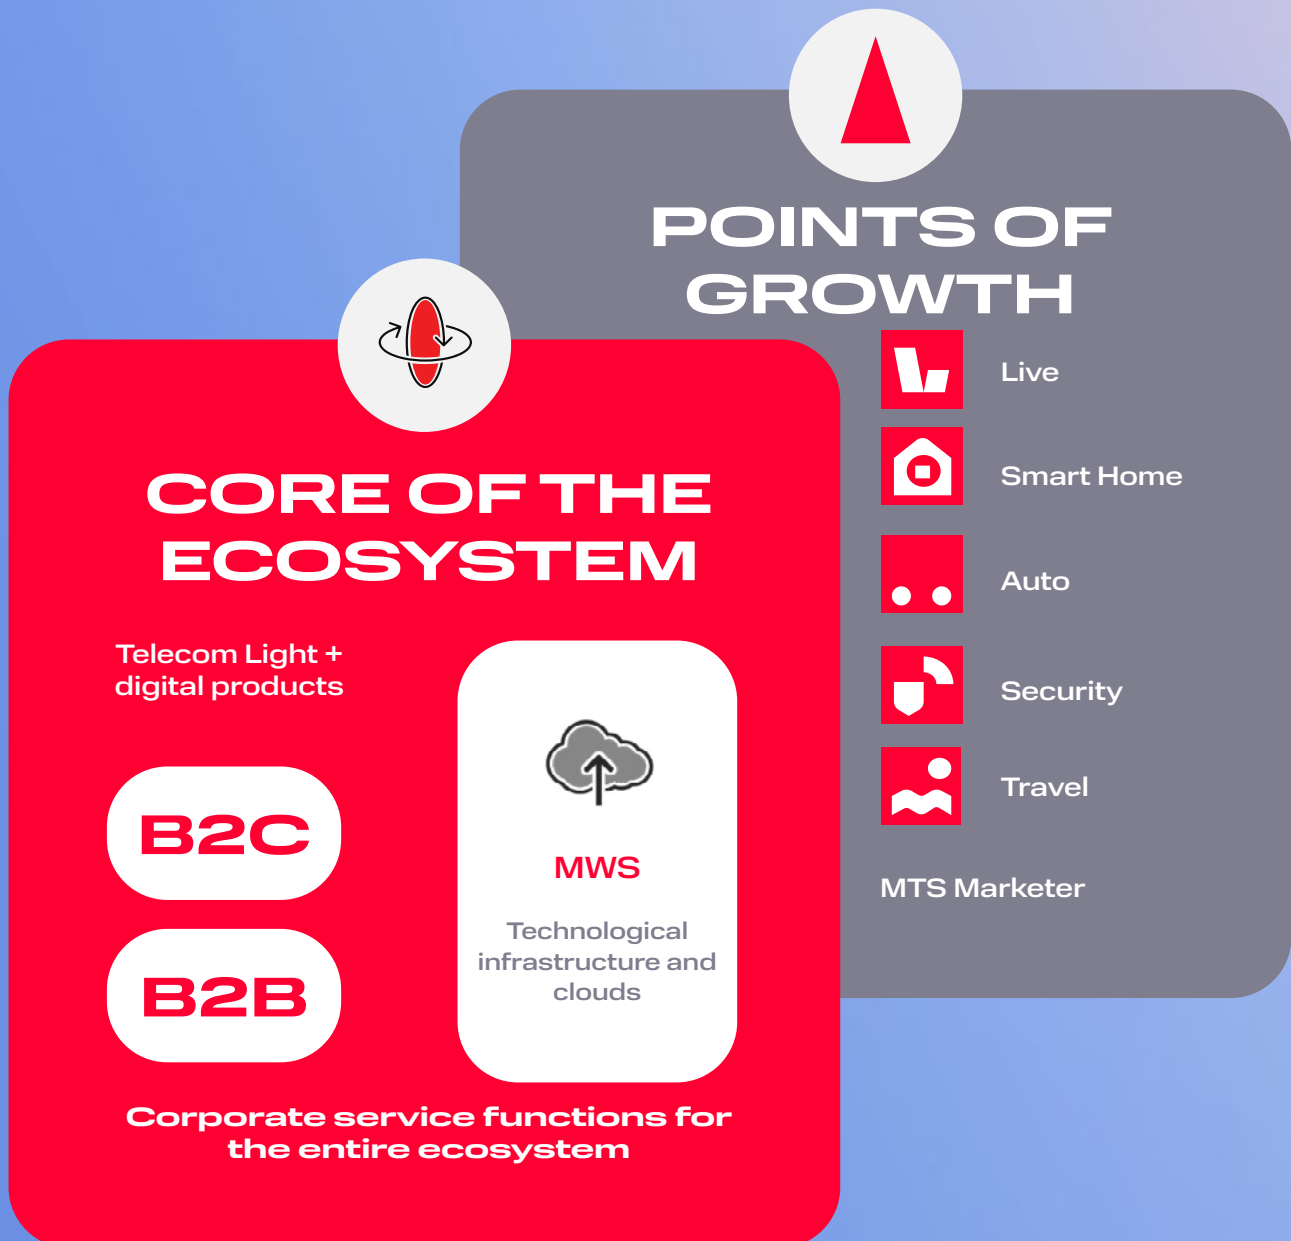 POINTS OF
GROWTH
Live
Smart Home
Auto
Security
Travel
MTS Marketer
CORE OF THE
ECOSYSTEM
Telecom Light +
digital products
B2C
B2B
MWS
Technological
infrastructure and
clouds
Corporate service functions for
the entire ecosystem